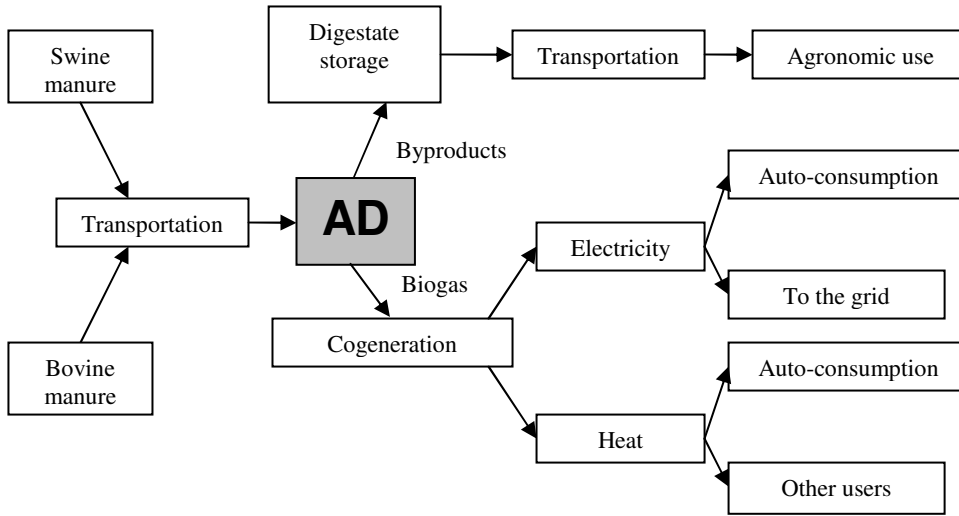 Swine
manure
Digestate
storage
Transportation
Agronomic use
Byproducts
Transportation
AD
Biogas
Auto-consumption
Electricity
To the grid
Cogeneration
Bovine
manure
Auto-consumption
Heat
Other users